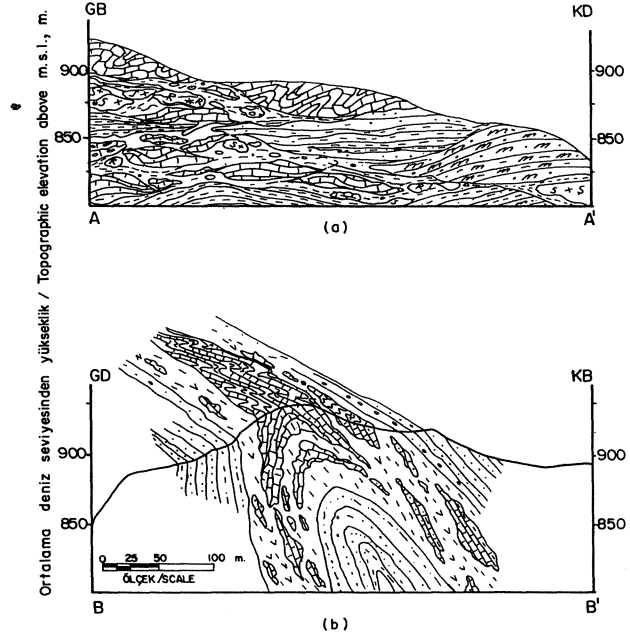 Ortalama deniz seviyesinden yükseklik / Topographic elevation above m.s.l., m.
GB
KD
900
900
850
850
A
A'
(a)
GD
KB
900
900
850
850
0 25 50 100 m.
ÖLÇEK/SCALE
B
B'
(b)